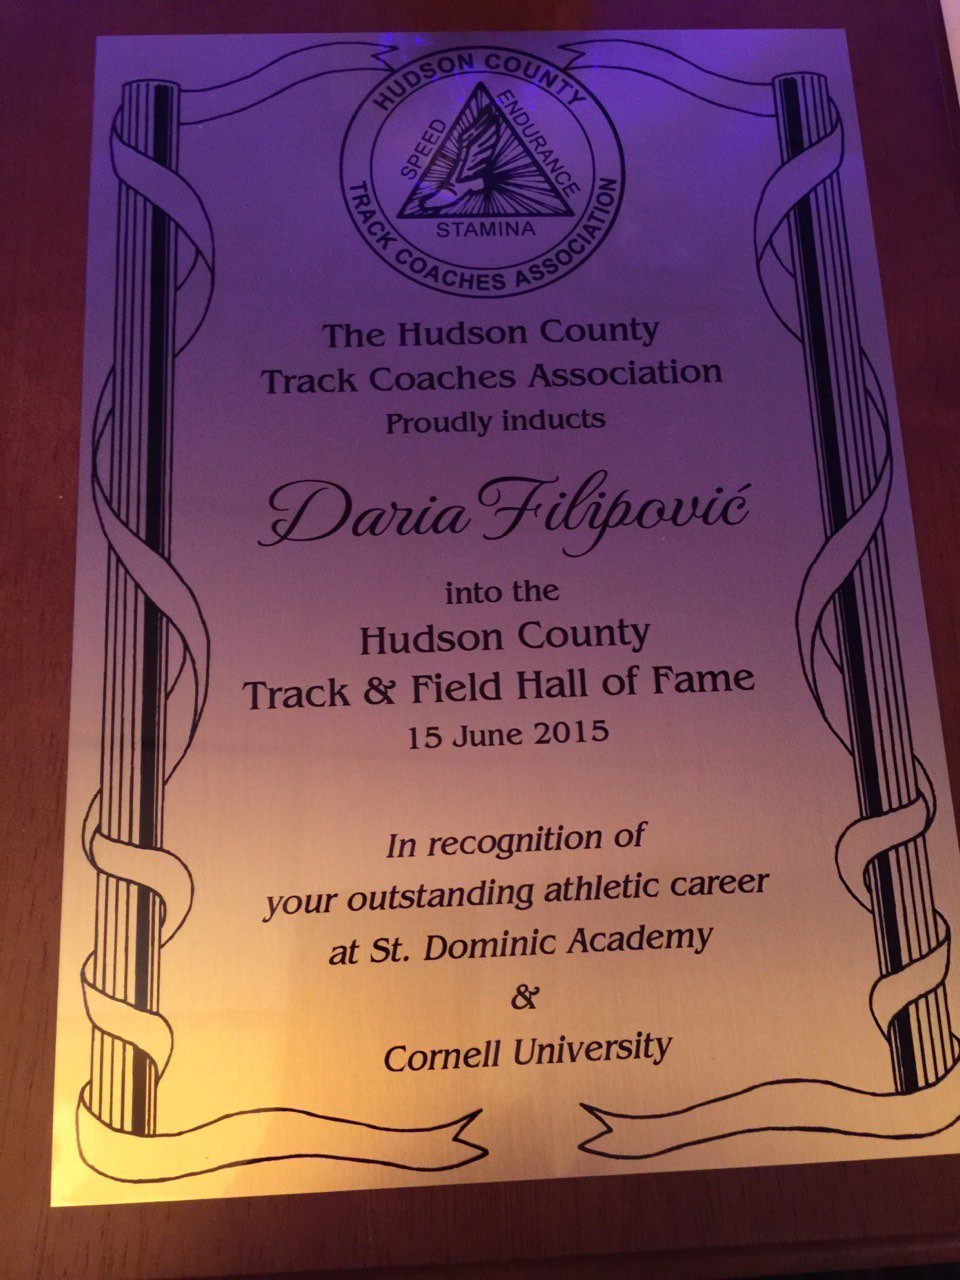 HUDSON COUNTY
TRACK COACHES ASSOCIATION
SPEED
ENDURANCE
STAMINA
The Hudson County
Track Coaches Association
Proudly inducts
Daria Filipović
into the
Hudson County
Track & Field Hall of Fame
15 June 2015
In recognition of
your outstanding athletic career
at St. Dominic Academy
&
Cornell University